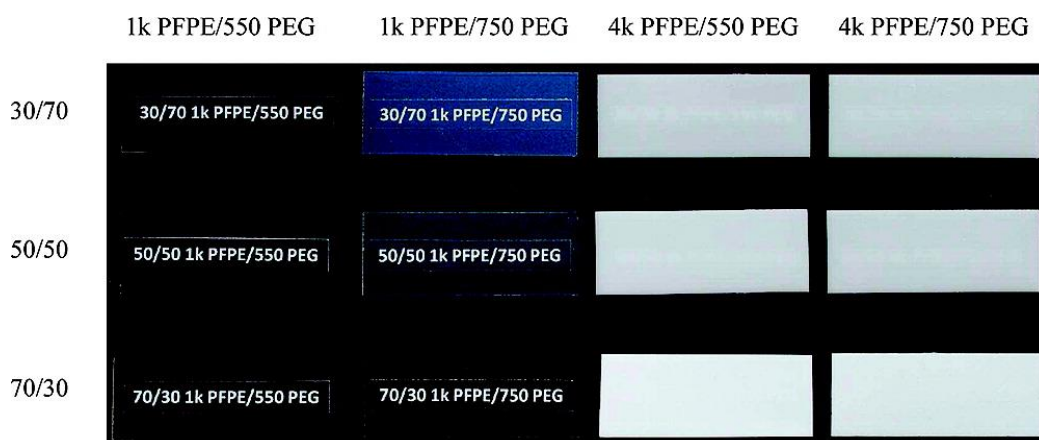 1k PFPE/550 PEG 1k PFPE/750 PEG 4k PFPE/550 PEG 4k PFPE/750 PEG
30/70
30/70 1k PFPE/550 PEG 30/70 1k PFPE/750 PEG
50/50
50/50 1k PFPE/550 PEG 50/50 1k PFPE/750 PEG
70/30
70/30 1k PFPE/550 PEG 70/30 1k PFPE/750 PEG